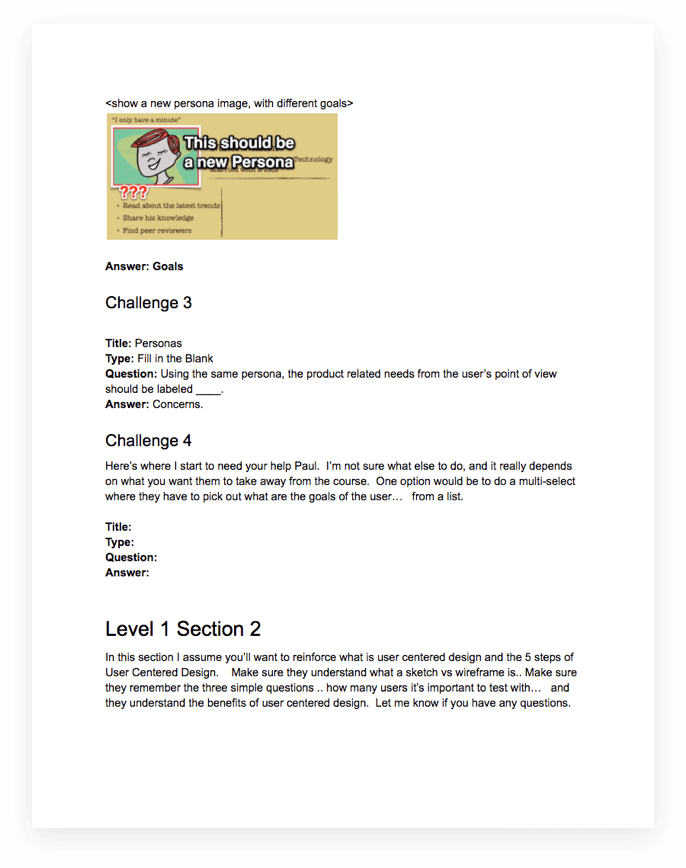 <show a new persona image, with different goals>
"I only have a minute"
This should be
a new Persona
Technology
???
• Read about the latest trends
• Share his knowledge
• Find peer reviewers
Answer: Goals
Challenge 3
Title: Personas
Type: Fill in the Blank
Question: Using the same persona, the product related needs from the user's point of view
should be labeled ____.
Answer: Concerns.
Challenge 4
Here's where I start to need your help Paul.  I'm not sure what else to do, and it really depends
on what you want them to take away from the course.  One option would be to do a multi-select
where they have to pick out what are the goals of the user…   from a list.
Title:
Type:
Question:
Answer:
Level 1 Section 2
In this section I assume you'll want to reinforce what is user centered design and the 5 steps of
User Centered Design.    Make sure they understand what a sketch vs wireframe is.. Make sure
they remember the three simple questions .. how many users it's important to test with…   and
they understand the benefits of user centered design.  Let me know if you have any questions.